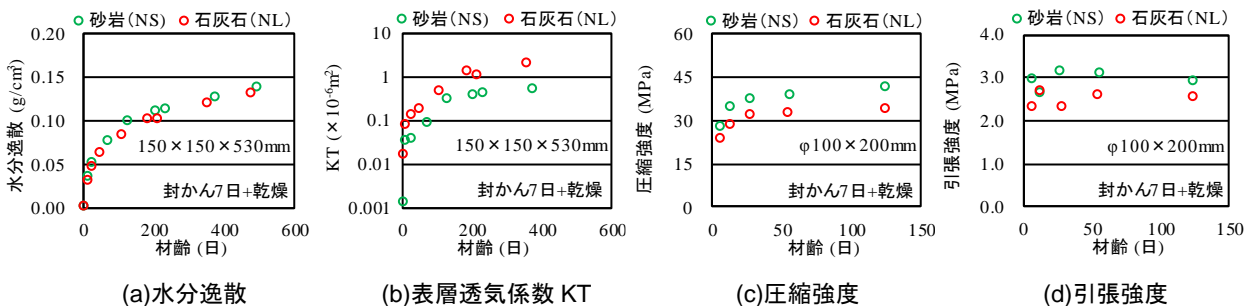 砂岩(NS) 石灰石(NL)
水分逸散 (g/cm³)
0.20
0.15
0.10
0.05
0.00
150×150×530mm
封かん7日+乾燥
0 200 400 600
材齢 (日)
(a)水分逸散
砂岩(NS) 石灰石(NL)
KT (×10⁻⁶m²)
10
1
0.1
0.01
0.001
150×150×530mm
封かん7日+乾燥
0 200 400 600
材齢 (日)
(b)表層透気係数 KT
砂岩(NS) 石灰石(NL)
圧縮強度 (MPa)
60
45
30
15
0
φ100×200mm
封かん7日+乾燥
0 50 100 150
材齢 (日)
(c)圧縮強度
砂岩(NS) 石灰石(NL)
引張強度 (MPa)
4.0
3.0
2.0
1.0
0.0
φ100×200mm
封かん7日+乾燥
0 50 100 150
材齢 (日)
(d)引張強度